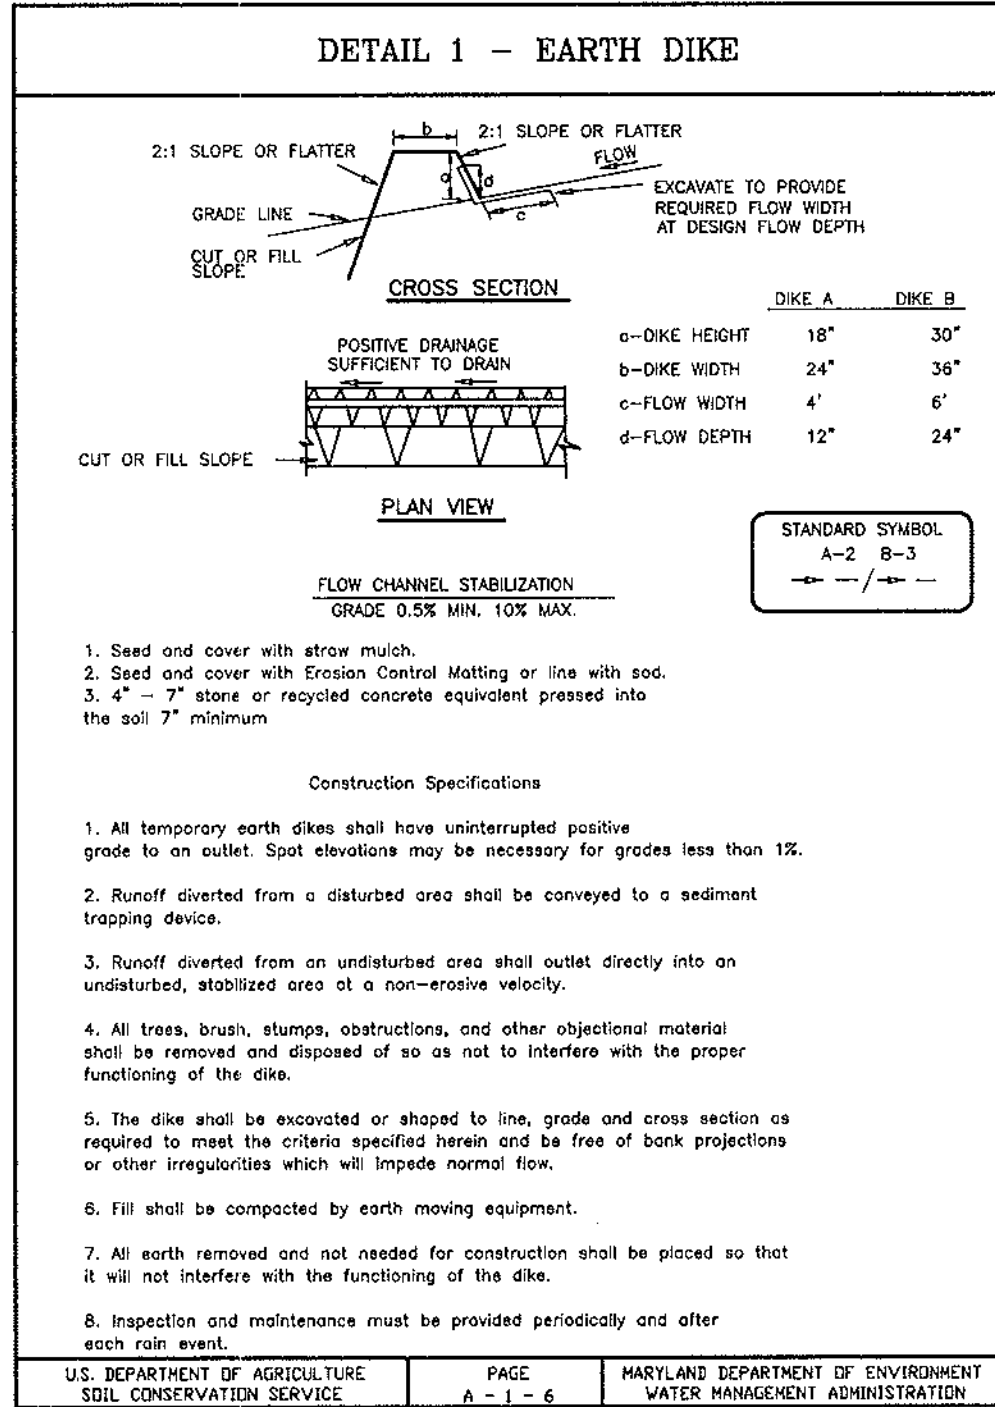 DETAIL 1 – EARTH DIKE
b
2:1 SLOPE OR FLATTER
2:1 SLOPE OR FLATTER
FLOW
a
d
c
EXCAVATE TO PROVIDE
REQUIRED FLOW WIDTH
AT DESIGN FLOW DEPTH
GRADE LINE
CUT OR FILL
SLOPE
CROSS SECTION
DIKE A DIKE B
a-DIKE HEIGHT 18" 30"
b-DIKE WIDTH 24" 36"
c-FLOW WIDTH 4' 6'
d-FLOW DEPTH 12" 24"
POSITIVE DRAINAGE
SUFFICIENT TO DRAIN
CUT OR FILL SLOPE
PLAN VIEW
STANDARD SYMBOL
A-2 B-3
FLOW CHANNEL STABILIZATION
GRADE 0.5% MIN. 10% MAX.
1. Seed and cover with straw mulch.
2. Seed and cover with Erosion Control Matting or line with sod.
3. 4" – 7" stone or recycled concrete equivalent pressed into
the soil 7" minimum
Construction Specifications
1. All temporary earth dikes shall have uninterrupted positive
grade to an outlet. Spot elevations may be necessary for grades less than 1%.
2. Runoff diverted from a disturbed area shall be conveyed to a sediment
trapping device.
3. Runoff diverted from an undisturbed area shall outlet directly into an
undisturbed, stabilized area at a non-erosive velocity.
4. All trees, brush, stumps, obstructions, and other objectional material
shall be removed and disposed of so as not to interfere with the proper
functioning of the dike.
5. The dike shall be excavated or shaped to line, grade and cross section as
required to meet the criteria specified herein and be free of bank projections
or other irregularities which will impede normal flow.
6. Fill shall be compacted by earth moving equipment.
7. All earth removed and not needed for construction shall be placed so that
it will not interfere with the functioning of the dike.
8. Inspection and maintenance must be provided periodically and after
each rain event.
U.S. DEPARTMENT OF AGRICULTURE
SOIL CONSERVATION SERVICE
PAGE
A - 1 - 6
MARYLAND DEPARTMENT OF ENVIRONMENT
WATER MANAGEMENT ADMINISTRATION